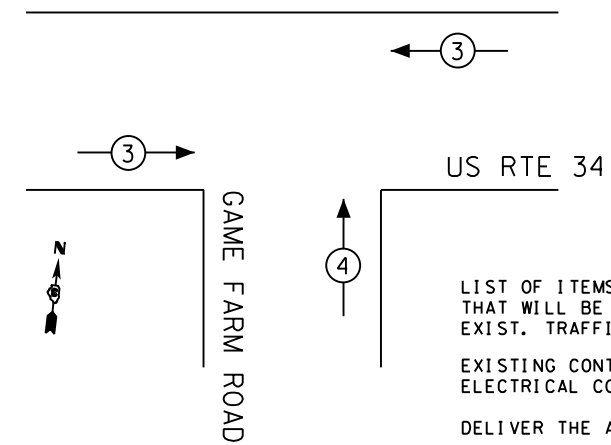 3
3
US RTE 34
GAME FARM ROAD
4
N
LIST OF ITEMS
THAT WILL BE
EXIST. TRAFFI
EXISTING CONT
ELECTRICAL CO
DELIVER THE A